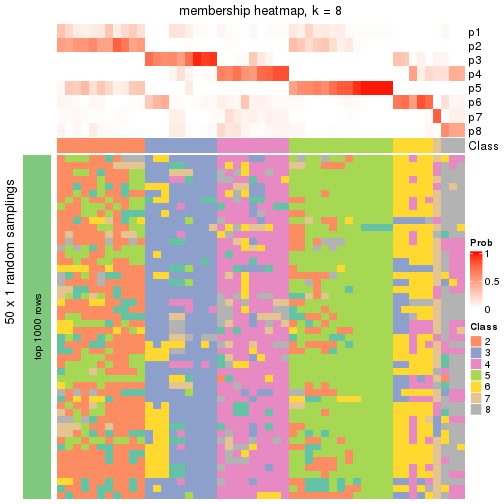 membership heatmap, k = 8
p1
p2
p3
p4
p5
p6
p7
p8
Class
50 x 1 random samplings
top 1000 rows
Prob
1
0.5
0
Class
2
3
4
5
6
7
8